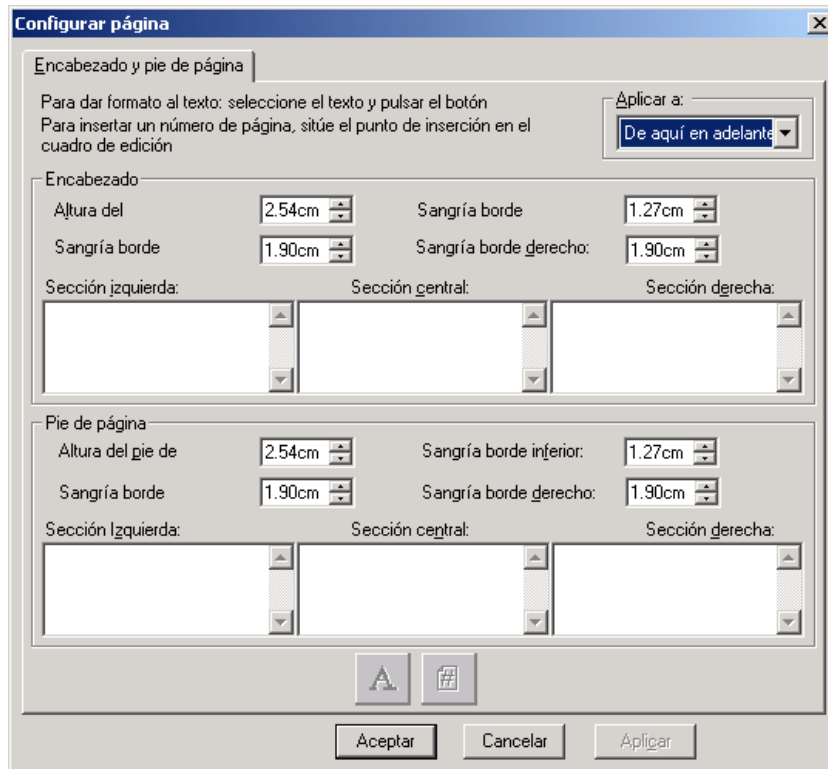 Configurar página
Encabezado y pie de página
Para dar formato al texto: seleccione el texto y pulsar el botón
Para insertar un número de página, sitúe el punto de inserción en el
cuadro de edición
Aplicar a:
De aquí en adelante
Encabezado
Altura del 2.54cm Sangría borde 1.27cm
Sangría borde 1.90cm Sangría borde derecho: 1.90cm
Sección izquierda: Sección central: Sección derecha:
Pie de página
Altura del pie de 2.54cm Sangría borde inferior: 1.27cm
Sangría borde 1.90cm Sangría borde derecho: 1.90cm
Sección Izquierda: Sección central: Sección derecha:
A #
Aceptar Cancelar Aplicar